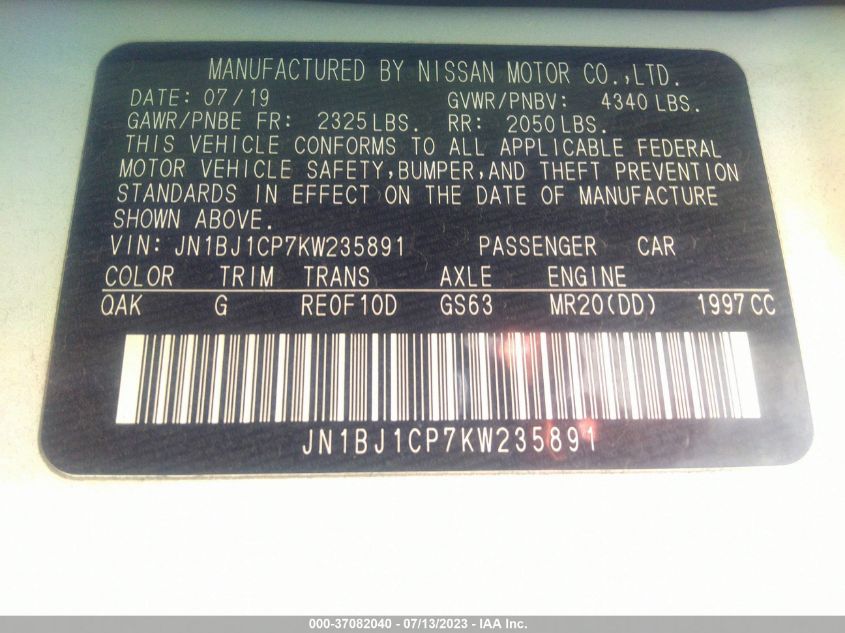 MANUFACTURED BY NISSAN MOTOR CO.,LTD.
DATE: 07/19 GVWR/PNBV: 4340 LBS.
GAWR/PNBE FR: 2325 LBS. RR: 2050 LBS.
THIS VEHICLE CONFORMS TO ALL APPLICABLE FEDERAL
MOTOR VEHICLE SAFETY,BUMPER,AND THEFT PREVENTION
STANDARDS IN EFFECT ON THE DATE OF MANUFACTURE
SHOWN ABOVE.
VIN: JN1BJ1CP7KW235891 PASSENGER CAR
COLOR TRIM TRANS AXLE ENGINE
QAK G RE0F10D GS63 MR20(DD) 1997CC
JN1BJ1CP7KW235891
000-37082040 - 07/13/2023 - IAA Inc.